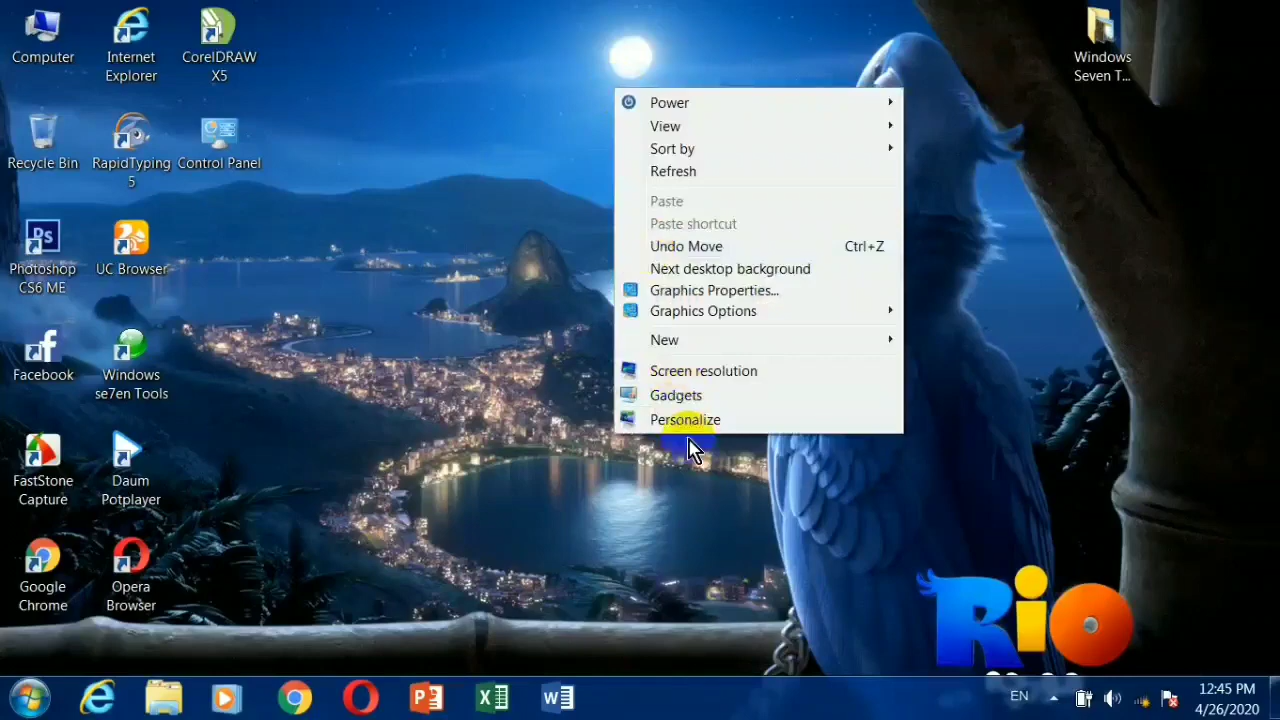 Computer
Internet
Explorer
CorelDRAW
X5
Windows
Seven T...
Recycle Bin
RapidTyping
5
Control Panel
Ps
Photoshop
CS6 ME
UC Browser
Facebook
Windows
se7en Tools
FastStone
Capture
Daum
Potplayer
Google
Chrome
Opera
Browser
Power
View
Sort by
Refresh
Paste
Paste shortcut
Undo Move Ctrl+Z
Next desktop background
Graphics Properties...
Graphics Options
New
Screen resolution
Gadgets
Personalize
RiO
EN
12:45 PM
4/26/2020